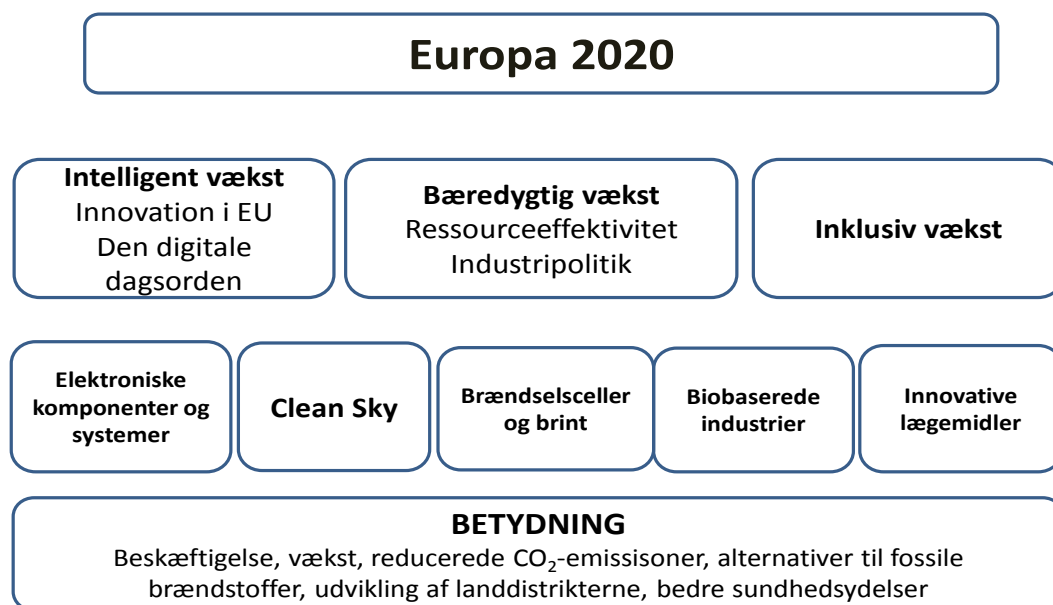 Europa 2020
Intelligent vækst
Innovation i EU
Den digitale
dagsorden
Bæredygtig vækst
Ressourceeffektivitet
Industripolitik
Inklusiv vækst
Elektroniske
komponenter og
systemer
Clean Sky
Brændselsceller
og brint
Biobaserede
industrier
Innovative
lægemidler
BETYDNING
Beskæftigelse, vækst, reducerede CO₂-emissisoner, alternativer til fossile
brændstoffer, udvikling af landdistrikterne, bedre sundhedsydelser